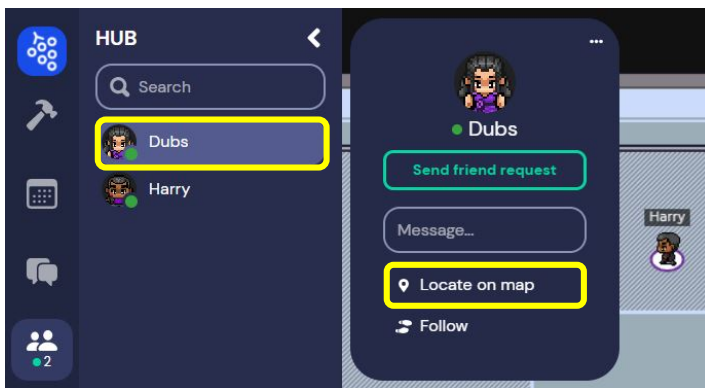 HUB
Search
Dubs
Harry
2
...
Dubs
Send friend request
Message...
Locate on map
Follow
Harry